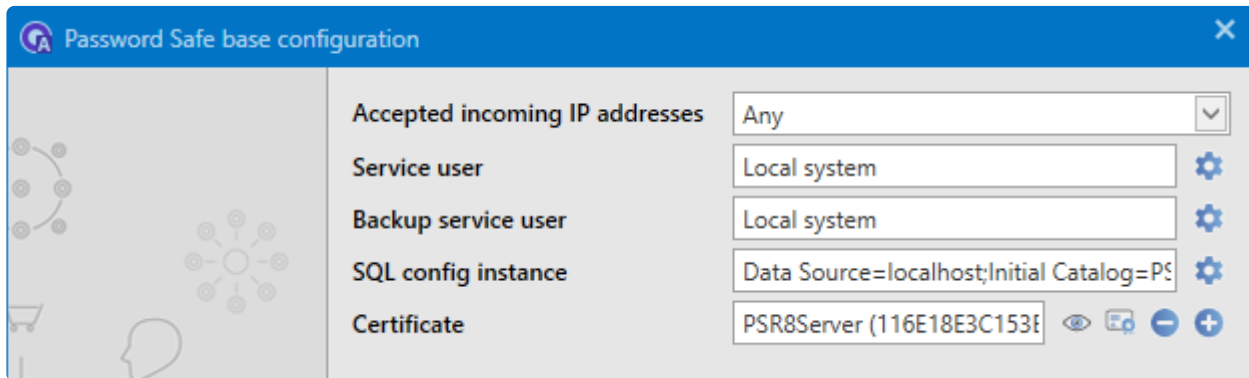 Password Safe base configuration
Accepted incoming IP addresses Any
Service user Local system
Backup service user Local system
SQL config instance Data Source=localhost;Initial Catalog=PS
Certificate PSR8Server (116E18E3C153E